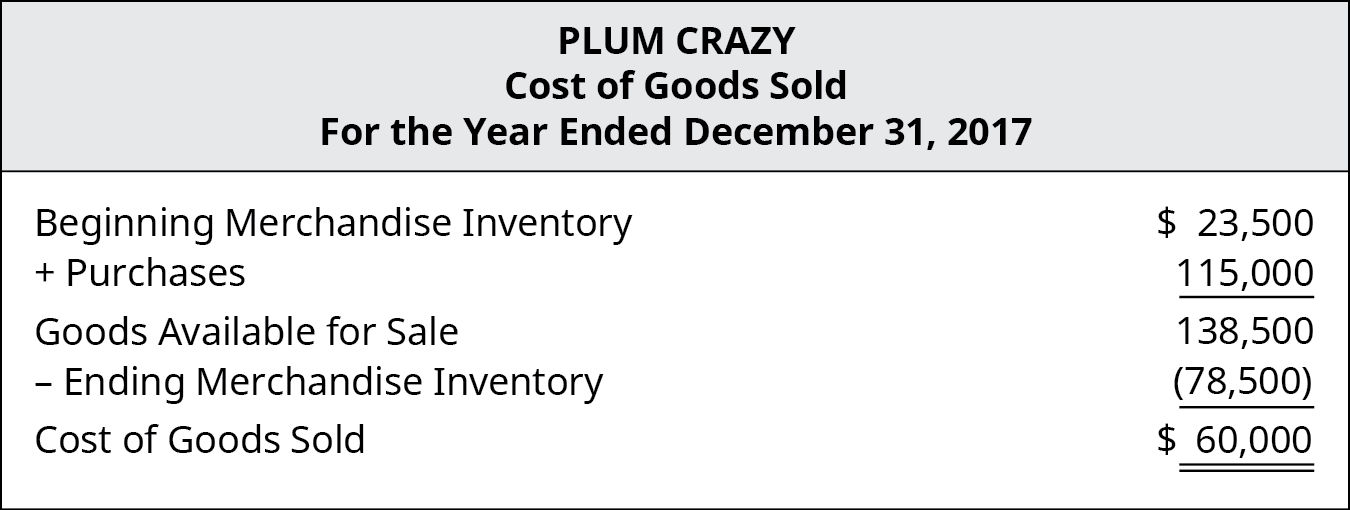 PLUM CRAZY
Cost of Goods Sold
For the Year Ended December 31, 2017
Beginning Merchandise Inventory $ 23,500
+ Purchases 115,000
Goods Available for Sale 138,500
– Ending Merchandise Inventory (78,500)
Cost of Goods Sold $ 60,000